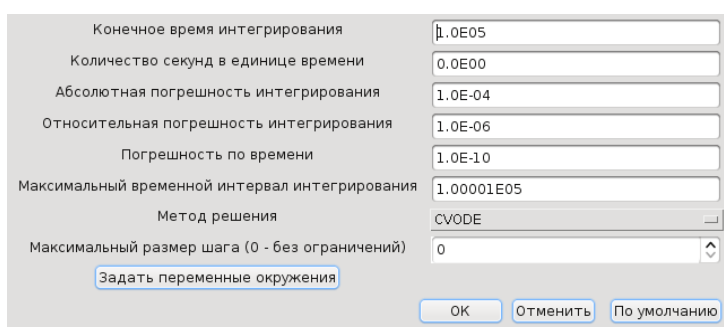 Конечное время интегрирования 1.0E05
Количество секунд в единице времени 0.0E00
Абсолютная погрешность интегрирования 1.0E-04
Относительная погрешность интегрирования 1.0E-06
Погрешность по времени 1.0E-10
Максимальный временной интервал интегрирования 1.00001E05
Метод решения CVODE
Максимальный размер шага (0 - без ограничений) 0
Задать переменные окружения
OK Отменить По умолчанию